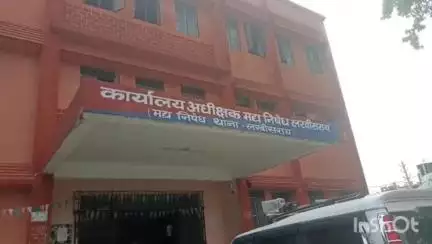 कार्यालय अधीक्षक मद्य निषेध लखीसराय
(मद्य निषेध थाना - लखीसराय)
InShOt